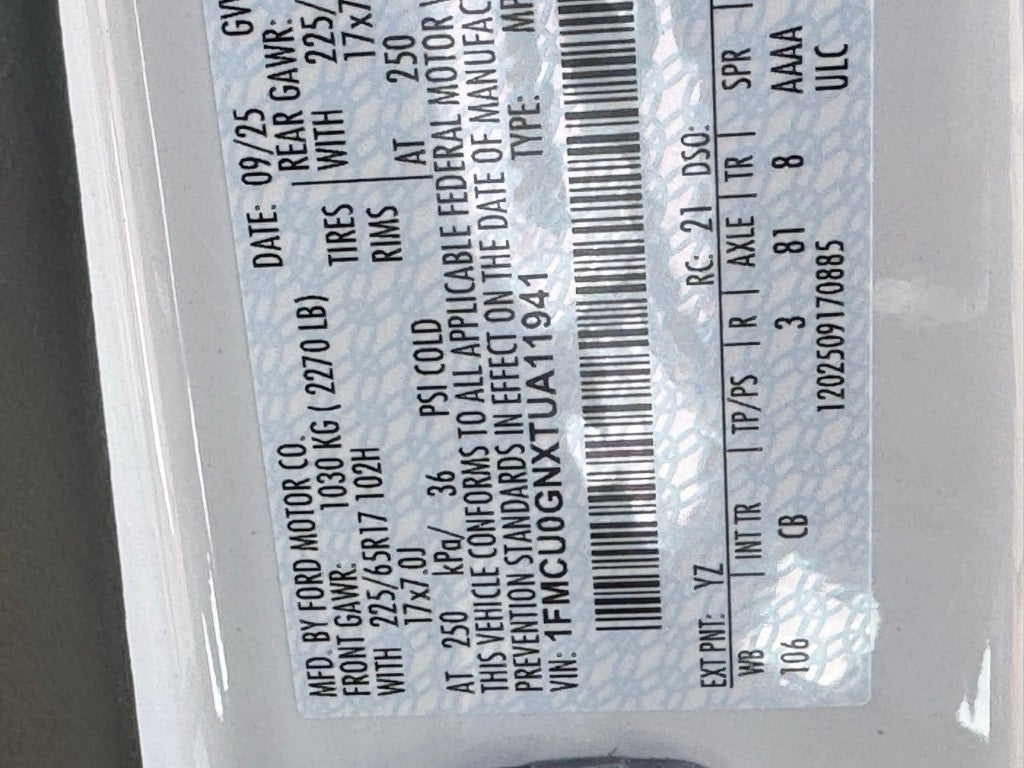 MFD. BY FORD MOTOR CO. DATE: 09/25
FRONT GAWR: 1030 KG ( 2270 LB) REAR GAWR:
WITH 225/65R17 102H TIRES WITH 225/
17x7.0J RIMS 17x7
AT 250 kPa/ 36 PSI COLD AT 250
THIS VEHICLE CONFORMS TO ALL APPLICABLE FEDERAL MOTOR
PREVENTION STANDARDS IN EFFECT ON THE DATE OF
VIN: 1FMCU0GNXTUA11941 TYPE:
EXT PNT: YZ RC: 21 DSO:
WB | INT TR | TP/PS | R | AXLE | TR | SPR |
106 CB 3 81 8 AAAA
1202509170885 ULC